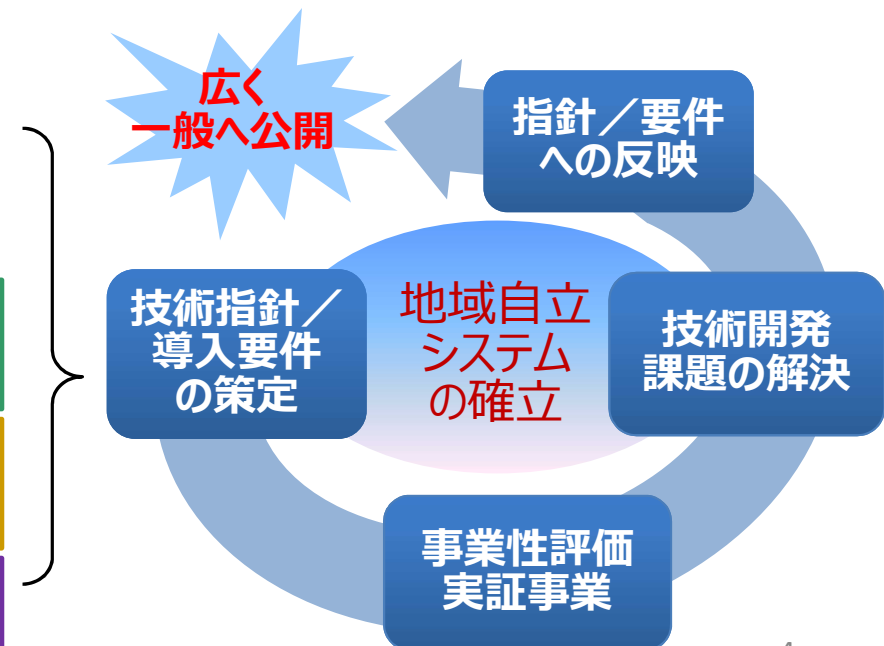 広く
一般へ公開
指針／要件
への反映
技術指針／
導入要件
の策定
地域自立
システム
の確立
技術開発
課題の解決
事業性評価
実証事業